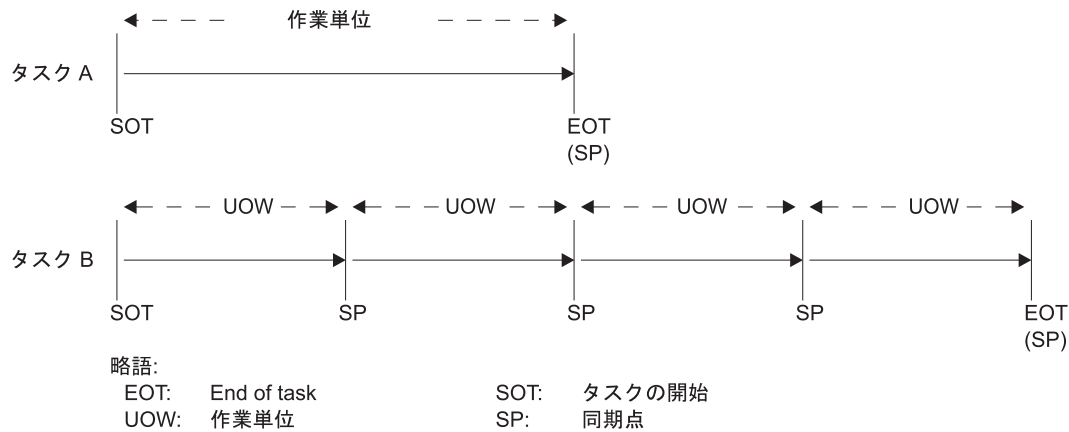 作業単位
タスク A
SOT
EOT
(SP)
UOW UOW UOW UOW
タスク B
SOT SP SP SP EOT
(SP)
略語:
EOT: End of task SOT: タスクの開始
UOW: 作業単位 SP: 同期点